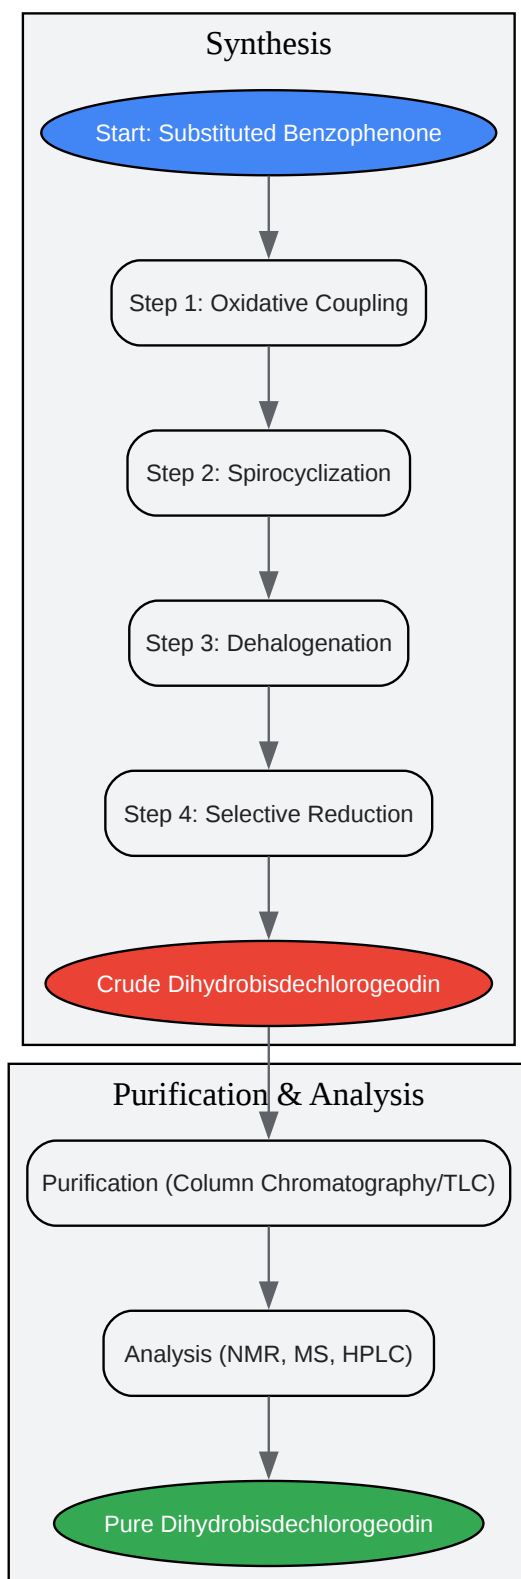 Synthesis
Start: Substituted Benzophenone
Step 1: Oxidative Coupling
Step 2: Spirocyclization
Step 3: Dehalogenation
Step 4: Selective Reduction
Crude Dihydrobisdechlorogeodin
Purification & Analysis
Purification (Column Chromatography/TLC)
Analysis (NMR, MS, HPLC)
Pure Dihydrobisdechlorogeodin